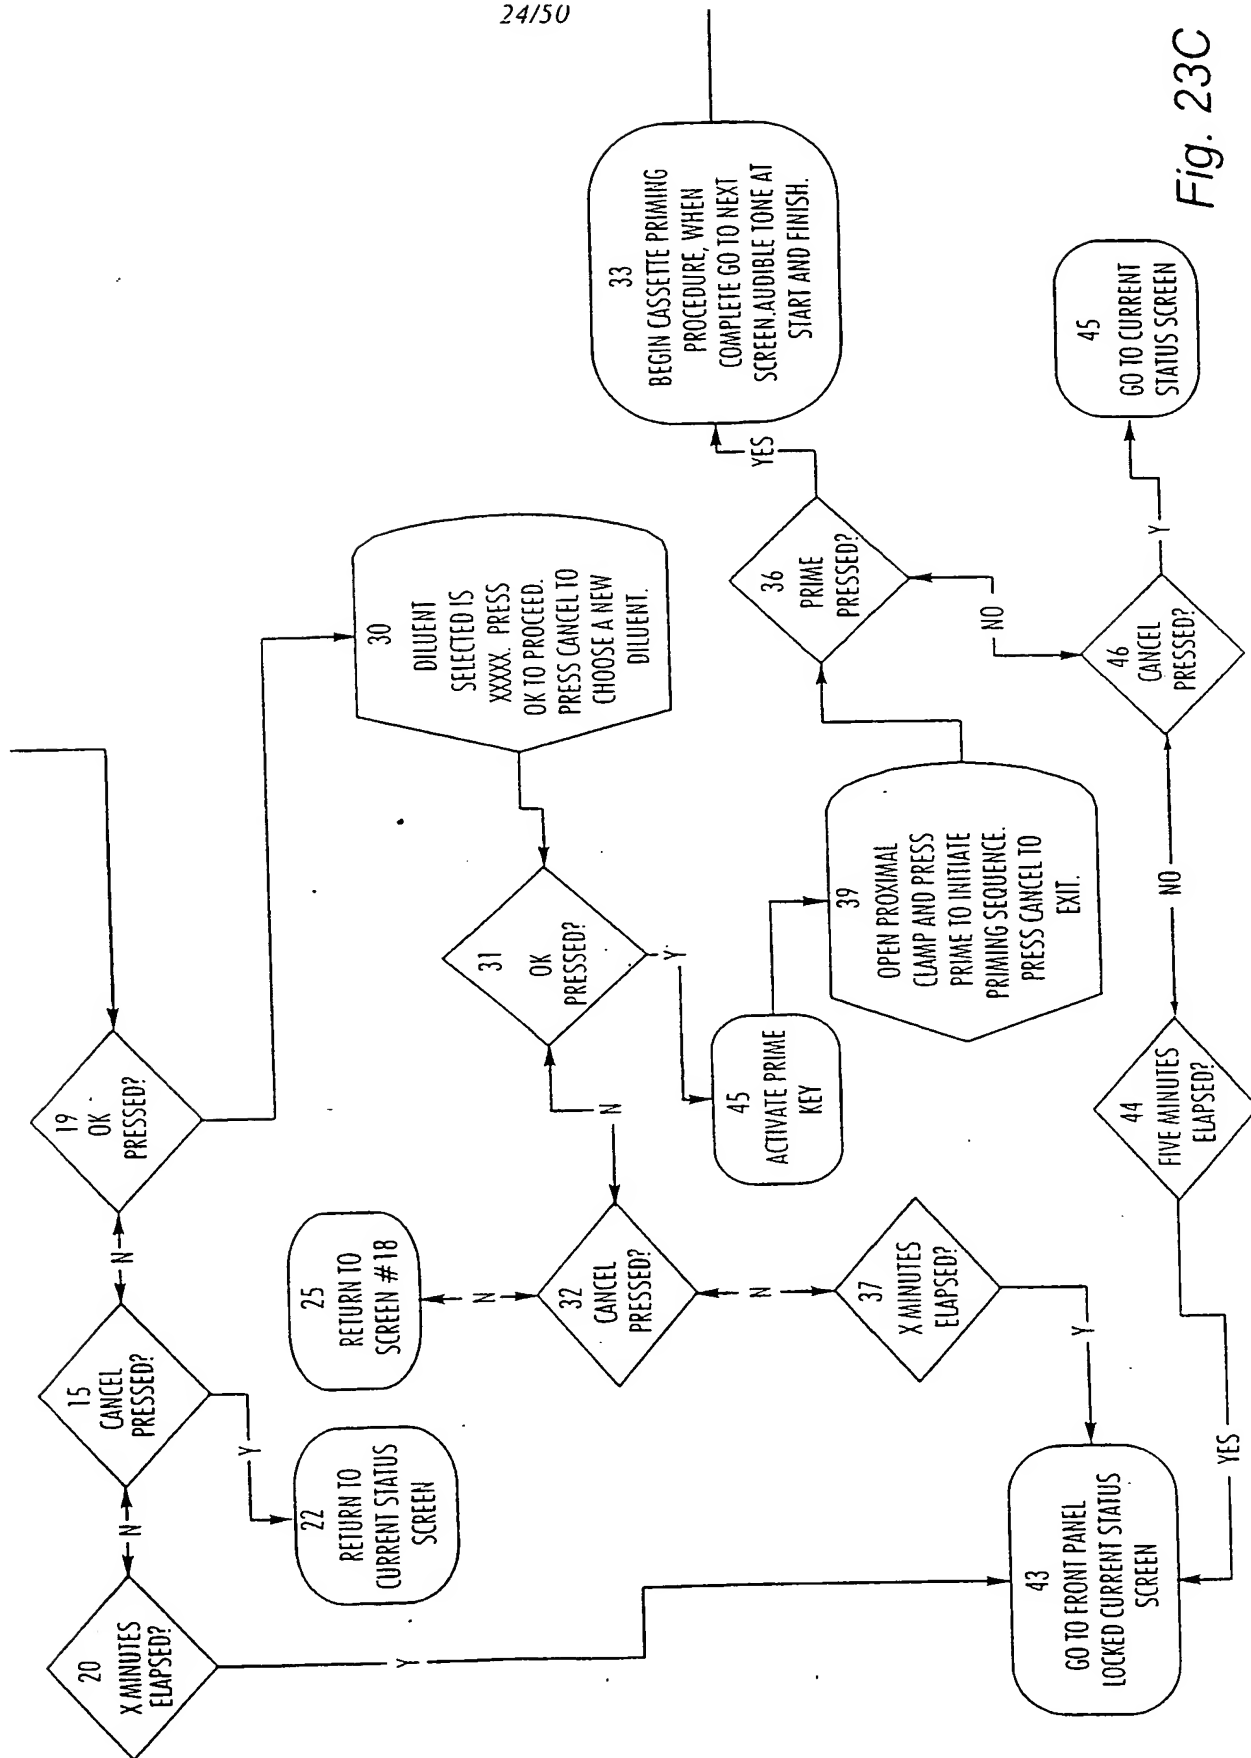 24/50
19
OK
PRESSED?
N
15
CANCEL
PRESSED?
N
20
X MINUTES
ELAPSED?
Y
22
RETURN TO
CURRENT STATUS
SCREEN
Y
30
DILUENT
SELECTED IS
XXXXX. PRESS
OK TO PROCEED.
PRESS CANCEL TO
CHOOSE A NEW
DILUENT.
31
OK
PRESSED?
N
Y
25
RETURN TO
SCREEN # 18
N
32
CANCEL
PRESSED?
N
37
X MINUTES
ELAPSED?
Y
45
ACTIVATE PRIME
KEY
39
OPEN PROXIMAL
CLAMP AND PRESS
PRIME TO INITIATE
PRIMING SEQUENCE.
PRESS CANCEL TO
EXIT.
33
BEGIN CASSETTE PRIMING
PROCEDURE, WHEN
COMPLETE GO TO NEXT
SCREEN.AUDIBLE TONE AT
START AND FINISH.
YES
36
PRIME
PRESSED?
NO
46
CANCEL
PRESSED?
Y
45
GO TO CURRENT
STATUS SCREEN
NO
44
FIVE MINUTES
ELAPSED?
YES
43
GO TO FRONT PANEL
LOCKED CURRENT STATUS
SCREEN
Fig. 23C